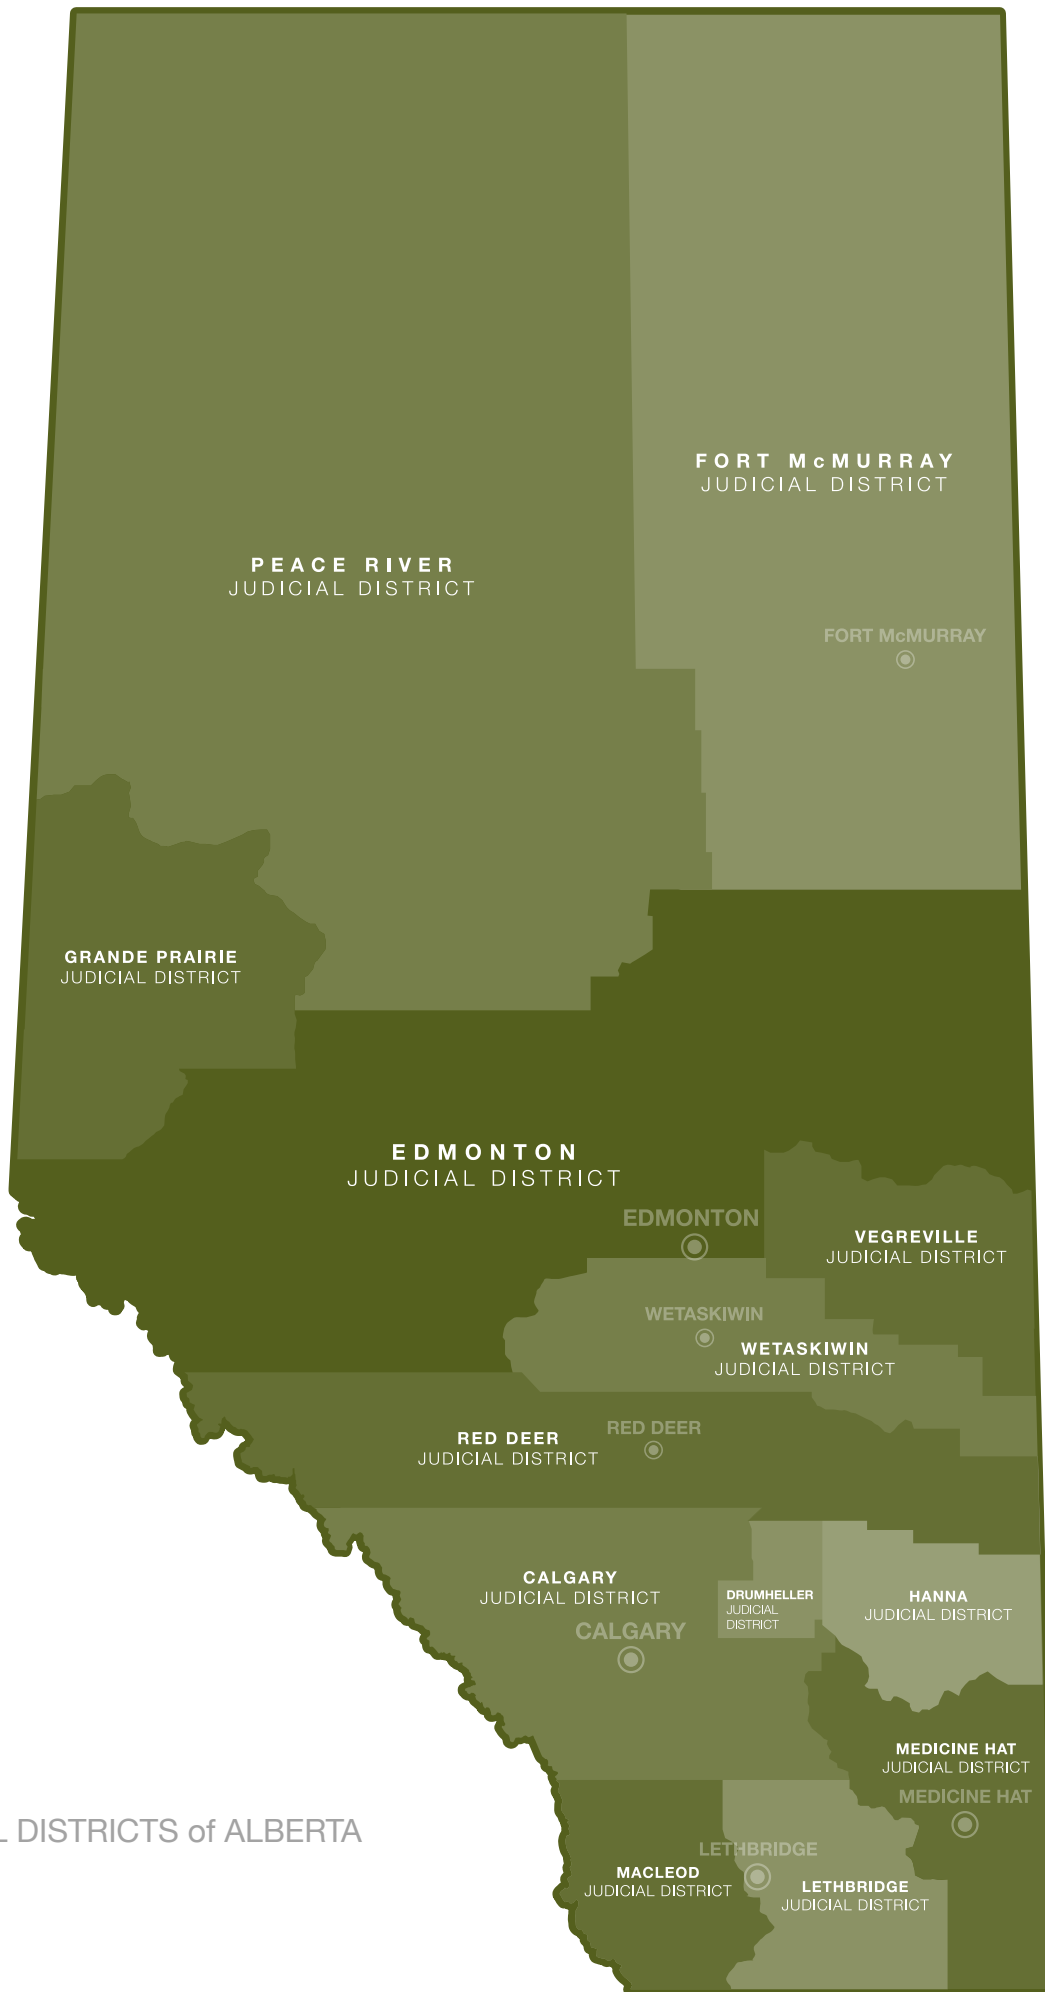 FORT McMURRAY
JUDICIAL DISTRICT
PEACE RIVER
JUDICIAL DISTRICT
FORT McMURRAY
GRANDE PRAIRIE
JUDICIAL DISTRICT
EDMONTON
JUDICIAL DISTRICT
EDMONTON
VEGREVILLE
JUDICIAL DISTRICT
WETASKIWIN
WETASKIWIN
JUDICIAL DISTRICT
RED DEER
RED DEER
JUDICIAL DISTRICT
CALGARY
JUDICIAL DISTRICT
DRUMHELLER
JUDICIAL
DISTRICT
HANNA
JUDICIAL DISTRICT
CALGARY
MEDICINE HAT
JUDICIAL DISTRICT
MEDICINE HAT
L DISTRICTS of ALBERTA
LETHBRIDGE
MACLEOD
JUDICIAL DISTRICT
LETHBRIDGE
JUDICIAL DISTRICT